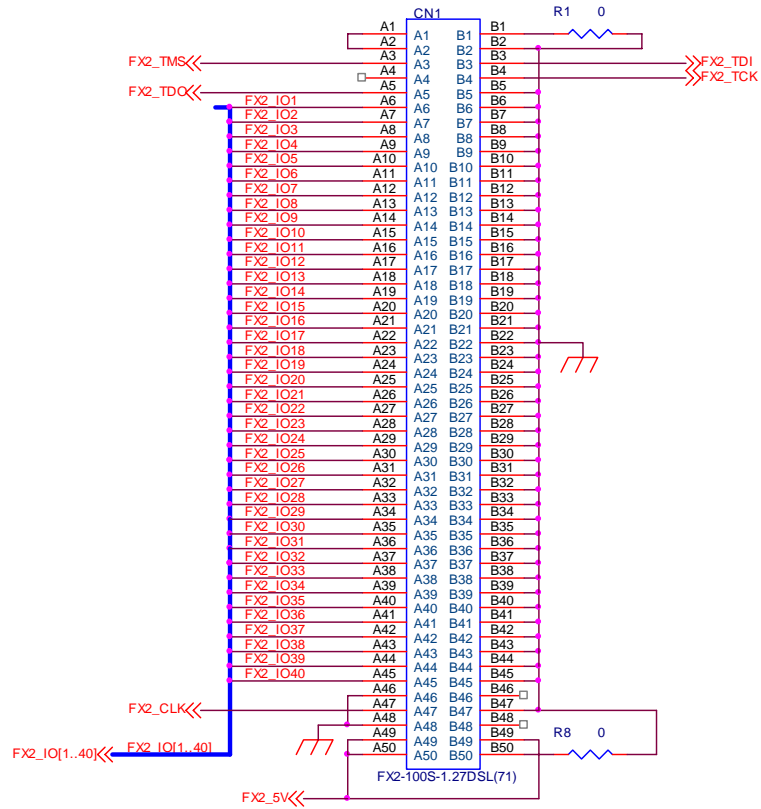 CN1
R1 0
A1 A1 B1 B1
A2 A2 B2 B2
FX2_TMS A3 A3 B3 B3 FX2_TDI
A4 A4 B4 B4 FX2_TCK
FX2_TDO A5 A5 B5 B5
FX2_IO1 A6 A6 B6 B6
FX2_IO2 A7 A7 B7 B7
FX2_IO3 A8 A8 B8 B8
FX2_IO4 A9 A9 B9 B9
FX2_IO5 A10 A10 B10 B10
FX2_IO6 A11 A11 B11 B11
FX2_IO7 A12 A12 B12 B12
FX2_IO8 A13 A13 B13 B13
FX2_IO9 A14 A14 B14 B14
FX2_IO10 A15 A15 B15 B15
FX2_IO11 A16 A16 B16 B16
FX2_IO12 A17 A17 B17 B17
FX2_IO13 A18 A18 B18 B18
FX2_IO14 A19 A19 B19 B19
FX2_IO15 A20 A20 B20 B20
FX2_IO16 A21 A21 B21 B21
FX2_IO17 A22 A22 B22 B22
FX2_IO18 A23 A23 B23 B23
FX2_IO19 A24 A24 B24 B24
FX2_IO20 A25 A25 B25 B25
FX2_IO21 A26 A26 B26 B26
FX2_IO22 A27 A27 B27 B27
FX2_IO23 A28 A28 B28 B28
FX2_IO24 A29 A29 B29 B29
FX2_IO25 A30 A30 B30 B30
FX2_IO26 A31 A31 B31 B31
FX2_IO27 A32 A32 B32 B32
FX2_IO28 A33 A33 B33 B33
FX2_IO29 A34 A34 B34 B34
FX2_IO30 A35 A35 B35 B35
FX2_IO31 A36 A36 B36 B36
FX2_IO32 A37 A37 B37 B37
FX2_IO33 A38 A38 B38 B38
FX2_IO34 A39 A39 B39 B39
FX2_IO35 A40 A40 B40 B40
FX2_IO36 A41 A41 B41 B41
FX2_IO37 A42 A42 B42 B42
FX2_IO38 A43 A43 B43 B43
FX2_IO39 A44 A44 B44 B44
FX2_IO40 A45 A45 B45 B45
A46 A46 B46 B46
FX2_CLK A47 A47 B47 B47
A48 A48 B48 B48
A49 A49 B49 B49 R8 0
FX2_IO[1..40] FX2_IO[1..40] A50 A50 B50 B50
FX2-100S-1.27DSL(71)
FX2_5V